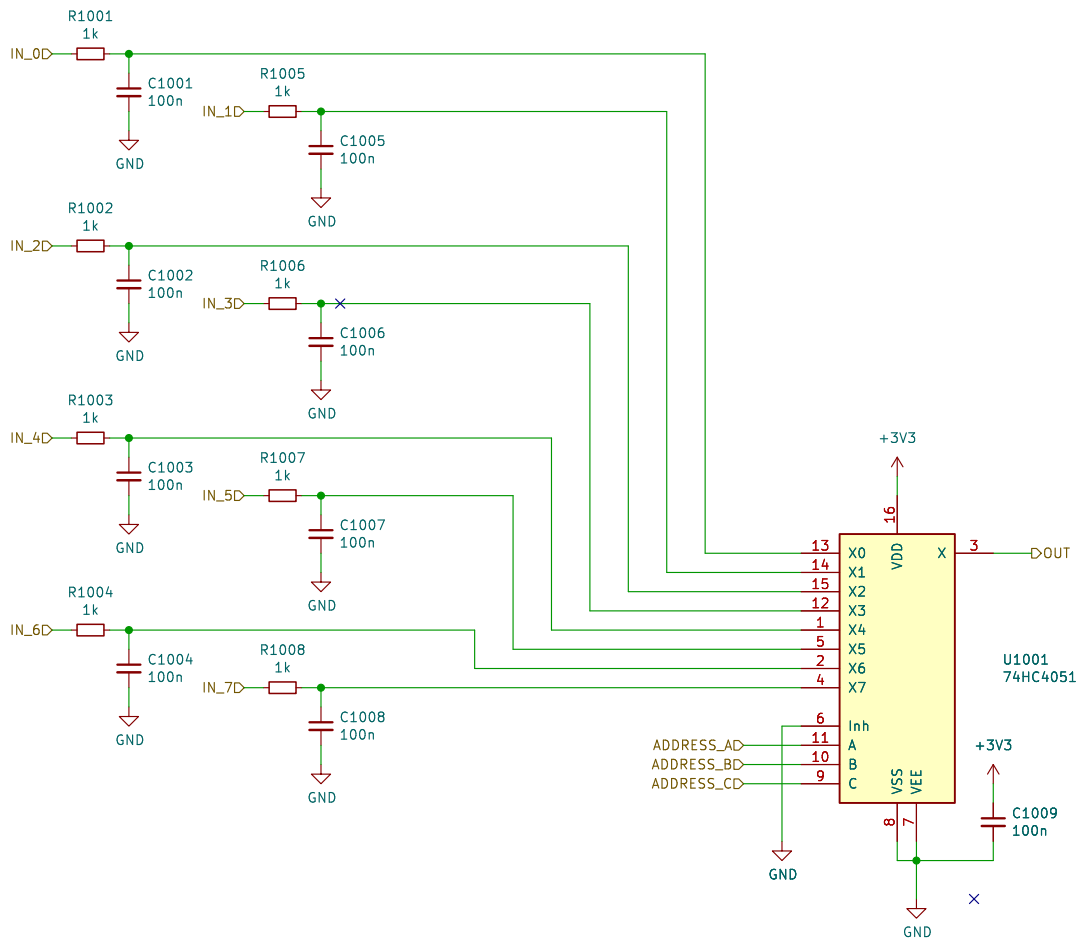 R1001
1k
IN_0
C1001
100n
GND
R1005
1k
IN_1
C1005
100n
GND
R1002
1k
IN_2
C1002
100n
GND
R1006
1k
IN_3
C1006
100n
GND
R1003
1k
IN_4
C1003
100n
GND
R1007
1k
IN_5
C1007
100n
GND
R1004
1k
IN_6
C1004
100n
GND
R1008
1k
IN_7
C1008
100n
GND
+3V3
16
VDD
13 X0
14 X1
15 X2
12 X3
1 X4
5 X5
2 X6
4 X7
6 Inh
ADDRESS_A 11 A
ADDRESS_B 10 B
ADDRESS_C 9 C
X 3 OUT
U1001
74HC4051
VSS
VEE
8
7
GND
+3V3
C1009
100n
GND